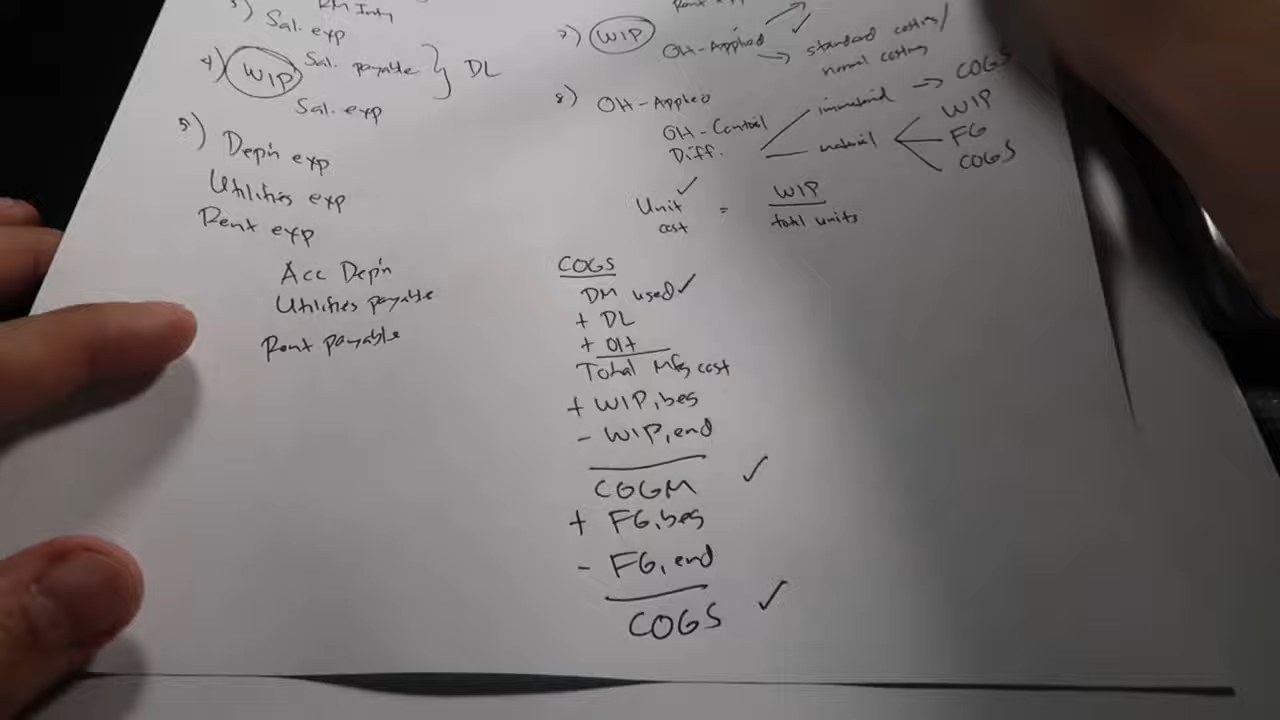 3) Sal. exp
RM Inty
4) WIP Sal. payable } DL
Sal. exp
5) Dep'n exp
Utilities exp
Rent exp
Acc Dep'n
Utilities payable
Rent payable
7) WIP
OH-Applied → standard costing/
normal costing
8) OH-Applied
OH-Control
Diff.
immaterial → COGS
material
WIP
FG
COGS
Unit cost = WIP / total units
COGS
DM used ✓
+ DL
+ OH
Total Mfg cost
+ WIP, beg
- WIP, end
COGM ✓
+ FG, beg
- FG, end
COGS ✓